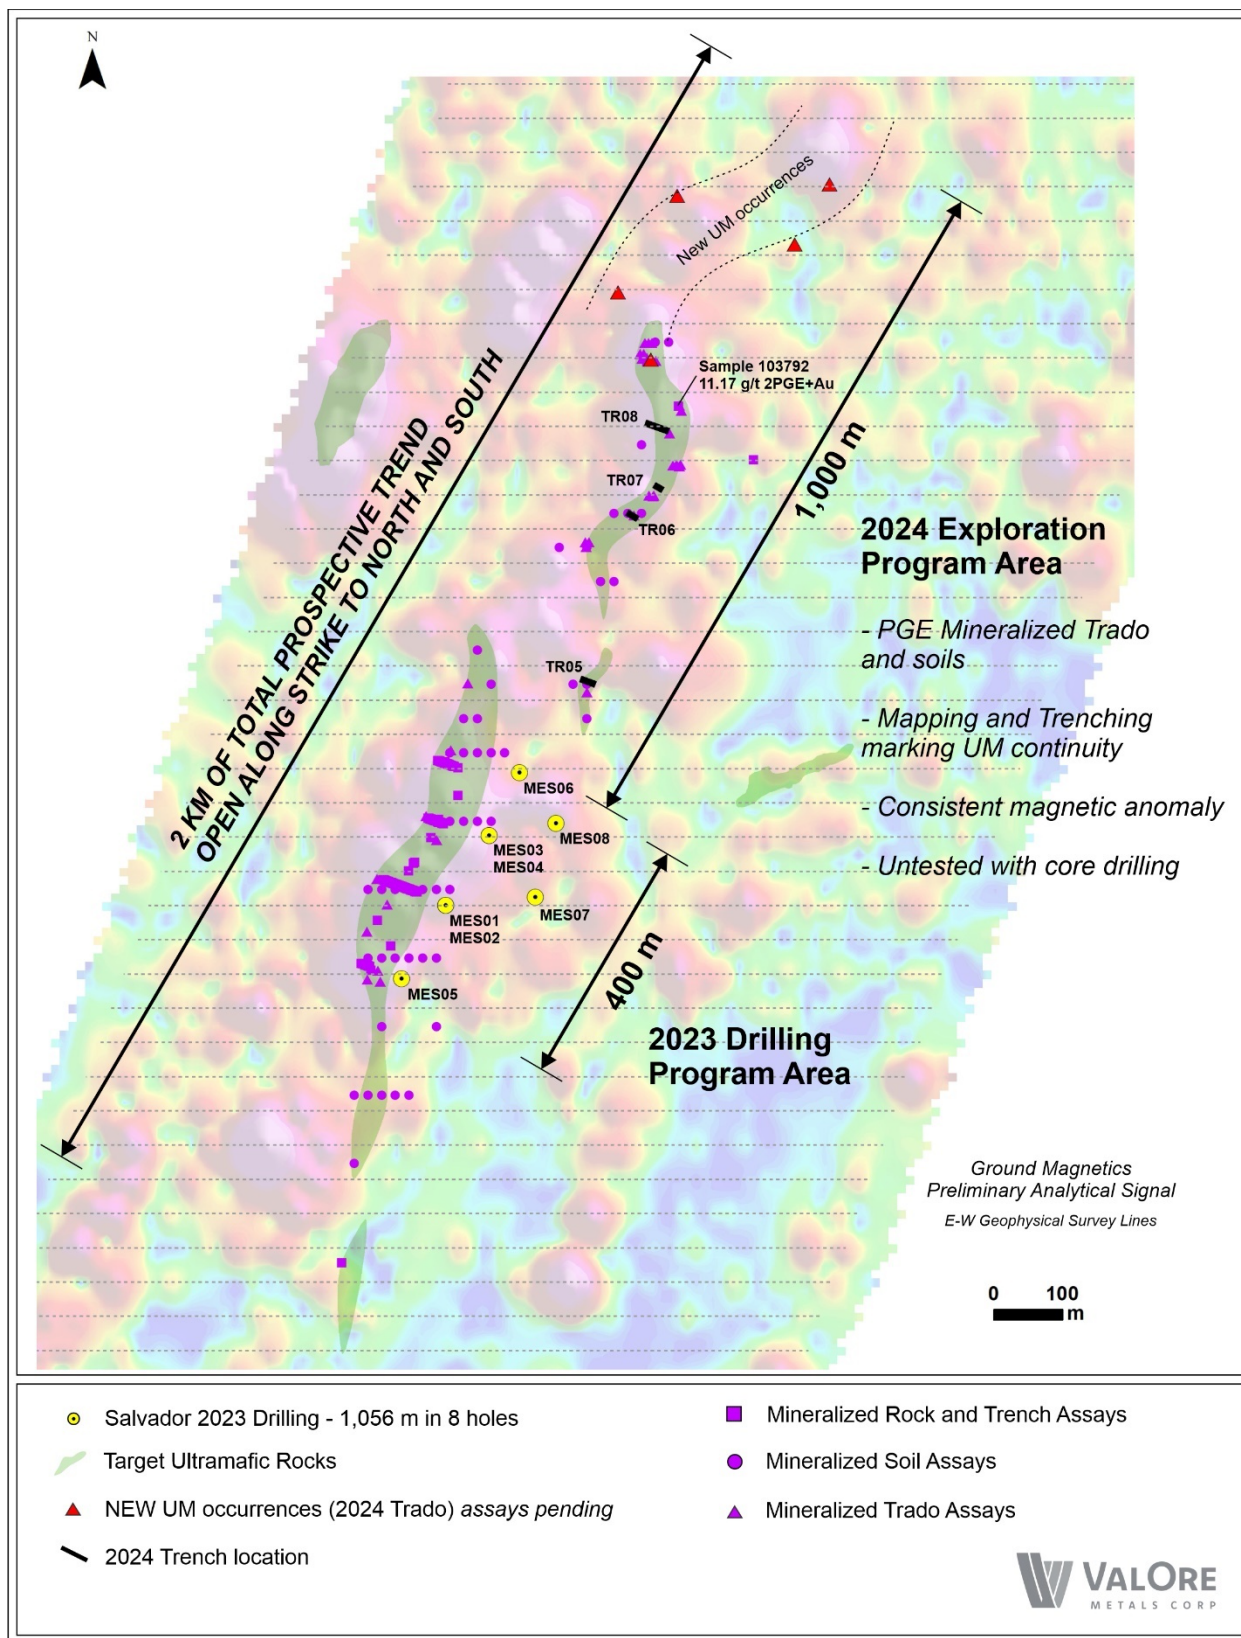 N
New UM occurrences
Sample 103792
11.17 g/t 2PGE+Au
TR08
TR07
TR06
TR05
2 KM OF TOTAL PROSPECTIVE TREND
OPEN ALONG STRIKE TO NORTH AND SOUTH
1,000 m
2024 Exploration
Program Area
- PGE Mineralized Trado
and soils
- Mapping and Trenching
marking UM continuity
- Consistent magnetic anomaly
- Untested with core drilling
MES06
MES08
MES03
MES04
MES07
MES01
MES02
MES05
400 m
2023 Drilling
Program Area
Ground Magnetics
Preliminary Analytical Signal
E-W Geophysical Survey Lines
0 100
m
Salvador 2023 Drilling - 1,056 m in 8 holes
Target Ultramafic Rocks
NEW UM occurrences (2024 Trado) assays pending
2024 Trench location
Mineralized Rock and Trench Assays
Mineralized Soil Assays
Mineralized Trado Assays
VALORE
METALS CORP